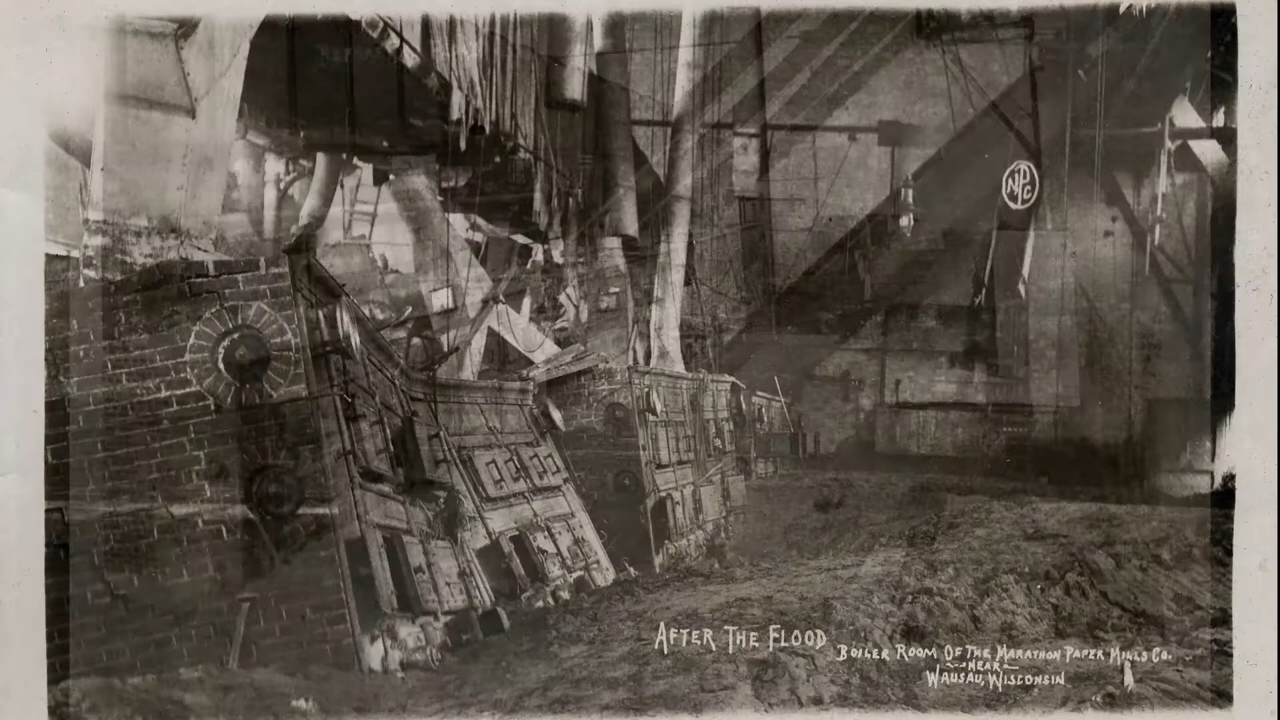 NPC
AFTER THE FLOOD
BOILER ROOM OF THE MARATHON PAPER MILLS CO.
NEAR
WAUSAU, WISCONSIN